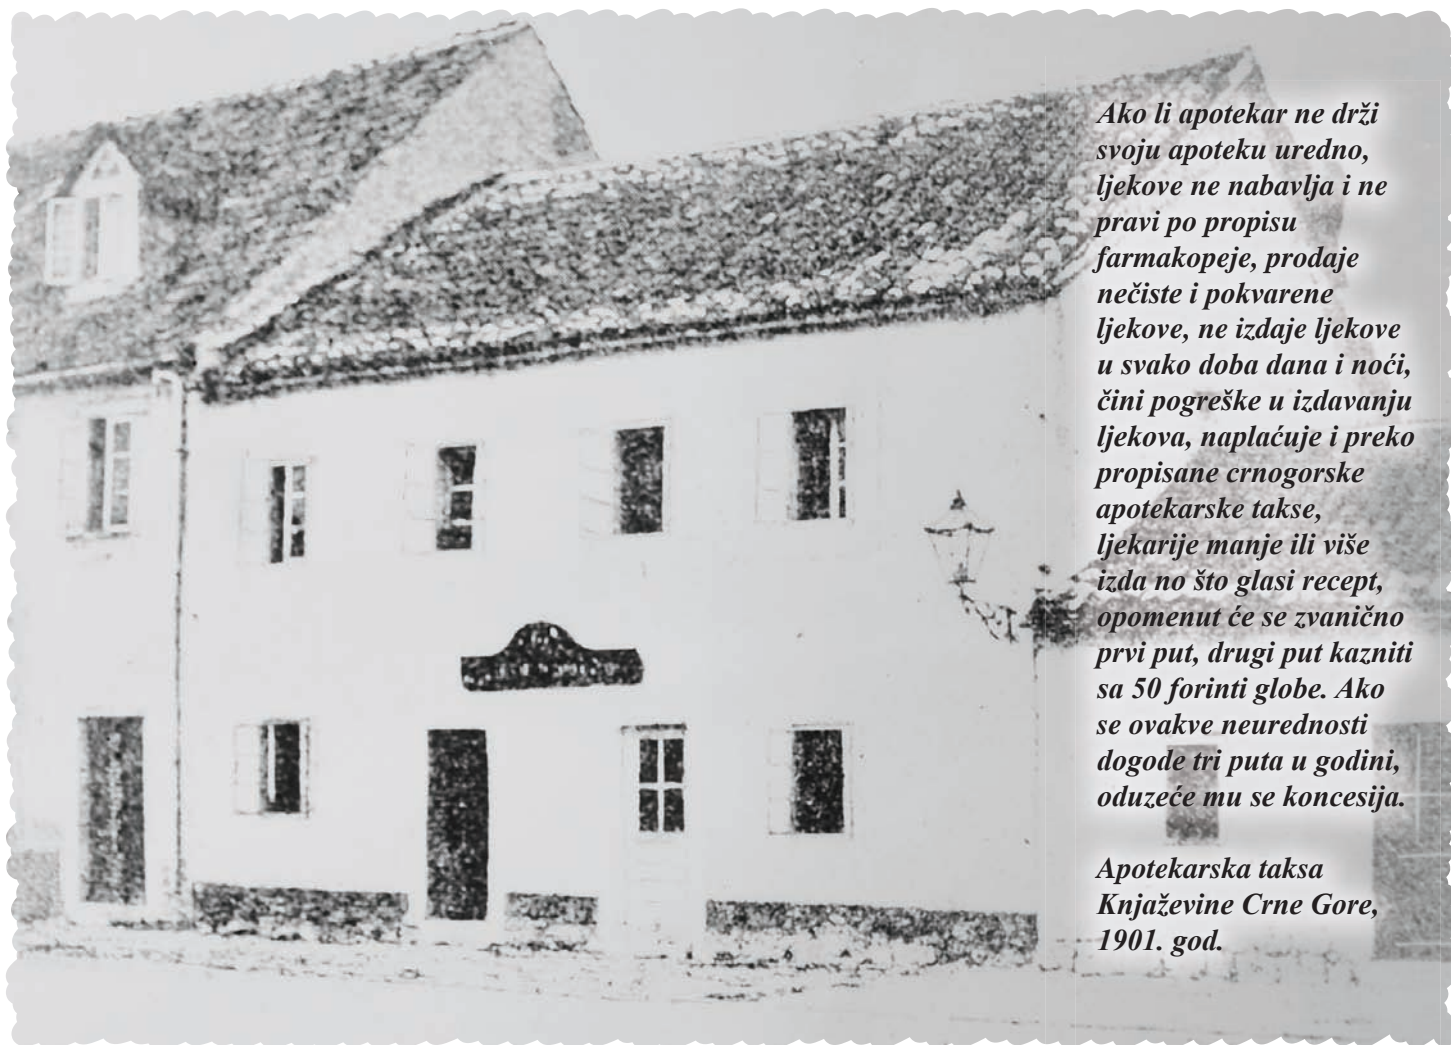 Ako li apotekar ne drži
svoju apoteku uredno,
ljekove ne nabavlja i ne
pravi po propisu
farmakopeje, prodaje
nečiste i pokvarene
ljekove, ne izdaje ljekove
u svako doba dana i noći,
čini pogreške u izdavanju
ljekova, naplaćuje i preko
propisane crnogorske
apotekarske takse,
ljekarije manje ili više
izda no što glasi recept,
opomenut će se zvanično
prvi put, drugi put kazniti
sa 50 forinti globe. Ako
se ovakve neurednosti
dogode tri puta u godini,
oduzeće mu se koncesija.
Apotekarska taksa
Knjaževine Crne Gore,
1901. god.